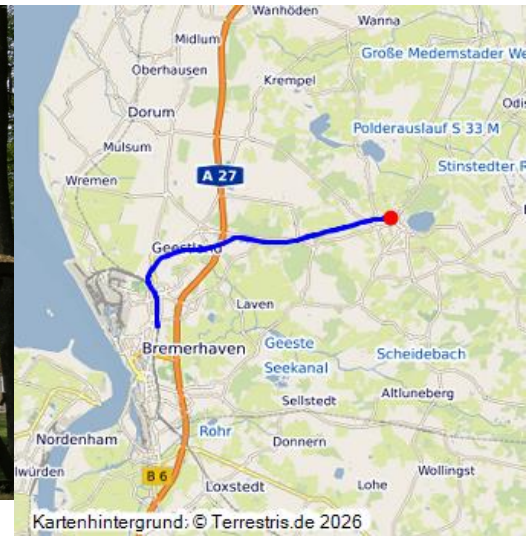 Wanhöden
Wanna
Midlum
Große Medemstader We
Oberhausen
Krempel
Odis
Dorum
Polderauslauf S 33 M
Mulsum
Stinstedter R
A 27
Wremen
Geestland
Laven
Geeste
Seekanal
Bremerhaven
Scheidebach
Sellstedt
Altluneberg
Rohr
Donnern
Nordenham
lwürden
Wollingst
B 6
Loxstedt
Lohe
Kartenhintergrund: © Terrestris.de 2026